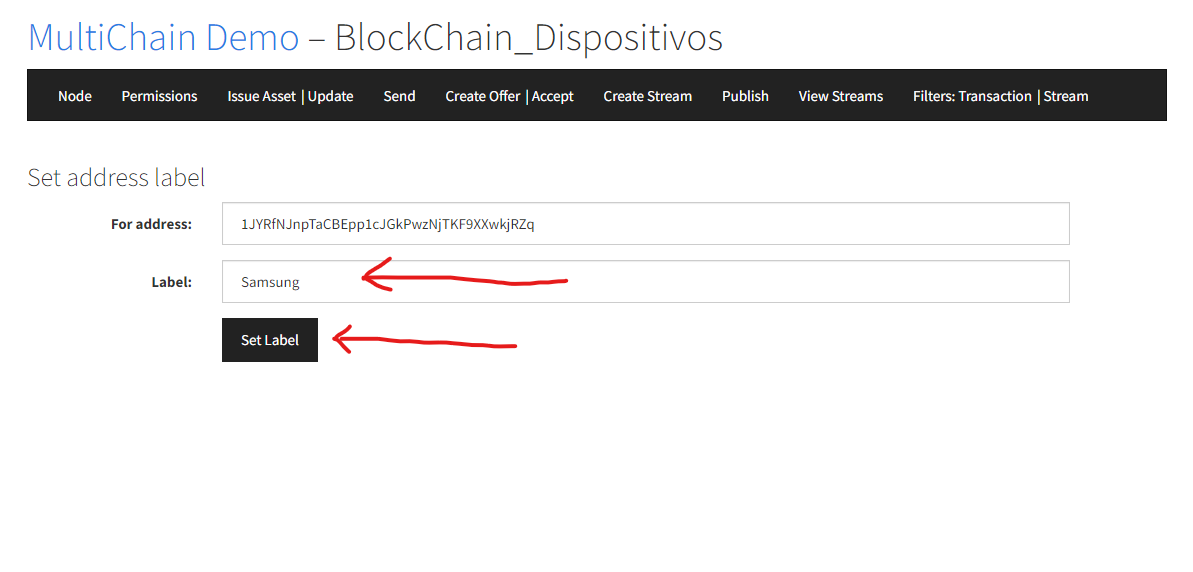 MultiChain Demo – BlockChain_Dispositivos
Node Permissions Issue Asset | Update Send Create Offer | Accept Create Stream Publish View Streams Filters: Transaction | Stream
Set address label
For address: 1JYRfNJnpTaCBEpp1cJGkPwzNjTKF9XXwkjRZq
Label: Samsung
Set Label